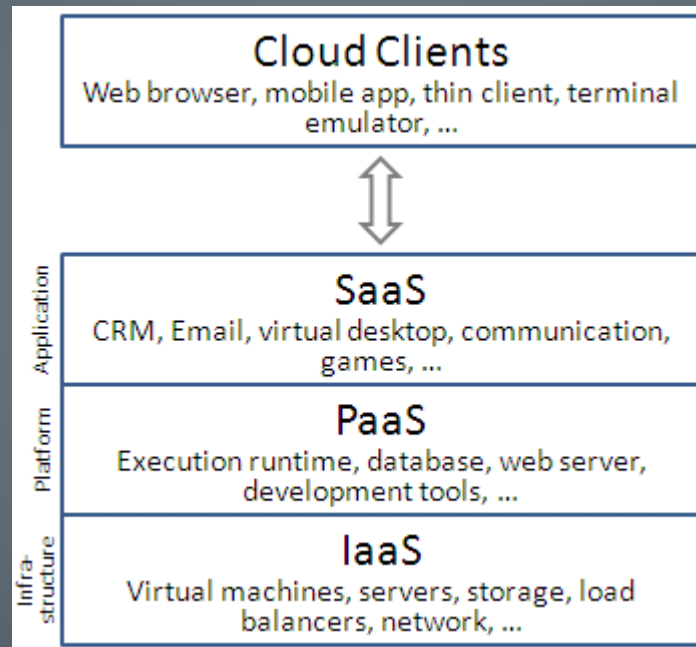 Cloud Clients
Web browser, mobile app, thin client, terminal
emulator, ...
Application
SaaS
CRM, Email, virtual desktop, communication,
games, ...
Platform
PaaS
Execution runtime, database, web server,
development tools, ...
Infra-
structure
IaaS
Virtual machines, servers, storage, load
balancers, network, ...